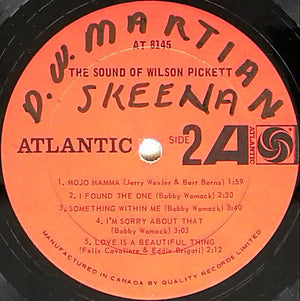 D.W. MARTIAN
AT 8145
THE SOUND OF WILSON PICKETT
SKEENA
ATLANTIC
SIDE 2
ATLANTIC
1. MOJO MAMMA (Jerry Wexler & Bert Berns) 1:59
2. I FOUND THE ONE (Bobby Womack) 2:30
3. SOMETHING WITHIN ME (Bobby Womack) 3:40
4. I'M SORRY ABOUT THAT
(Bobby Womack) 3:03
5. LOVE IS A BEAUTIFUL THING
(Felix Cavaliere & Eddie Brigati) 2:12
MANUFACTURED IN CANADA BY QUALITY RECORDS LIMITED